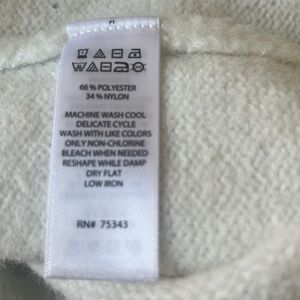 66 % POLYESTER
34 % NYLON
MACHINE WASH COOL
DELICATE CYCLE
WASH WITH LIKE COLORS
ONLY NON-CHLORINE
BLEACH WHEN NEEDED
RESHAPE WHILE DAMP
DRY FLAT
LOW IRON
RN# 75343